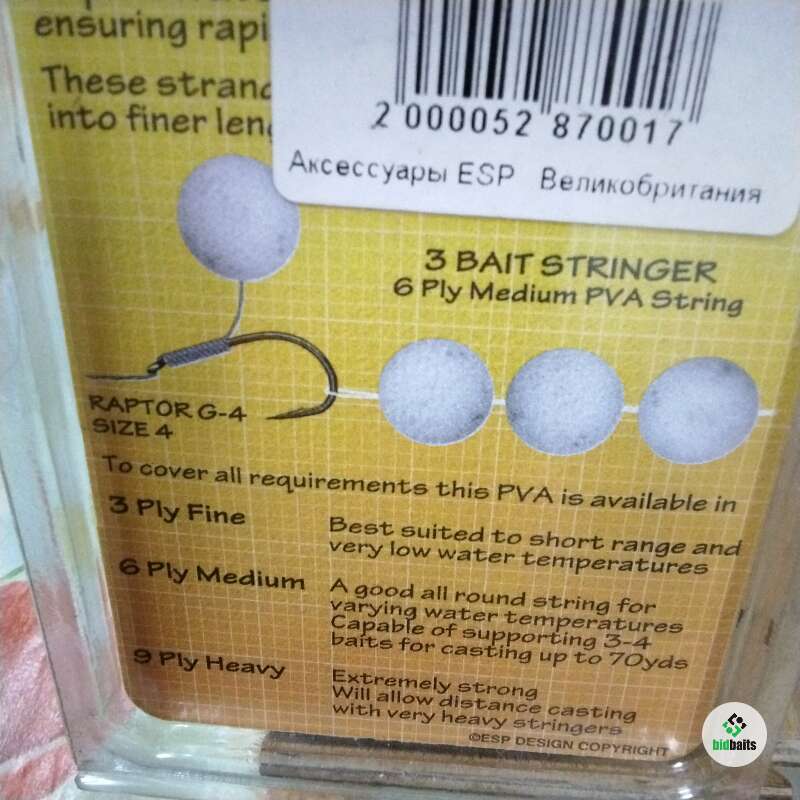 ensuring rapi
These stranc
into finer len
2 000052 870017
Аксессуары ESP Великобритания
3 BAIT STRINGER
6 Ply Medium PVA String
RAPTOR G-4
SIZE 4
To cover all requirements this PVA is available in
3 Ply Fine
Best suited to short range and
very low water temperatures
6 Ply Medium
A good all round string for
varying water temperatures
Capable of supporting 3-4
baits for casting up to 70yds
9 Ply Heavy
Extremely strong
Will allow distance casting
with very heavy stringers
©ESP DESIGN COPYRIGHT
bidbaits